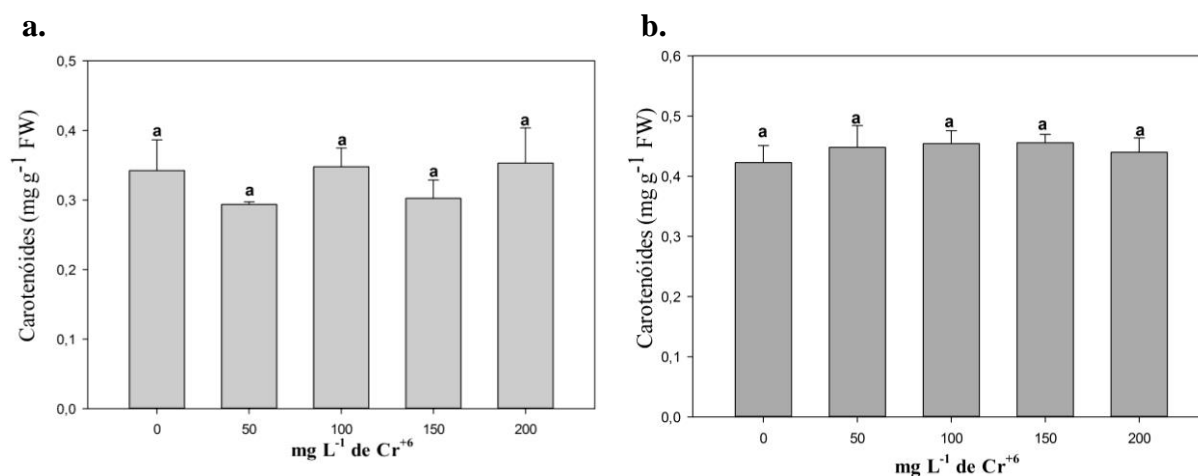 a.
Carotenóides (mg g⁻¹ FW)
0,5
0,4
0,3
0,2
0,1
0,0
a
a
a
a
a
0 50 100 150 200
mg L⁻¹ de Cr⁺⁶
b.
Carotenóides (mg g⁻¹ FW)
0,6
0,5
0,4
0,3
0,2
0,1
0,0
a
a
a
a
a
0 50 100 150 200
mg L⁻¹ de Cr⁺⁶